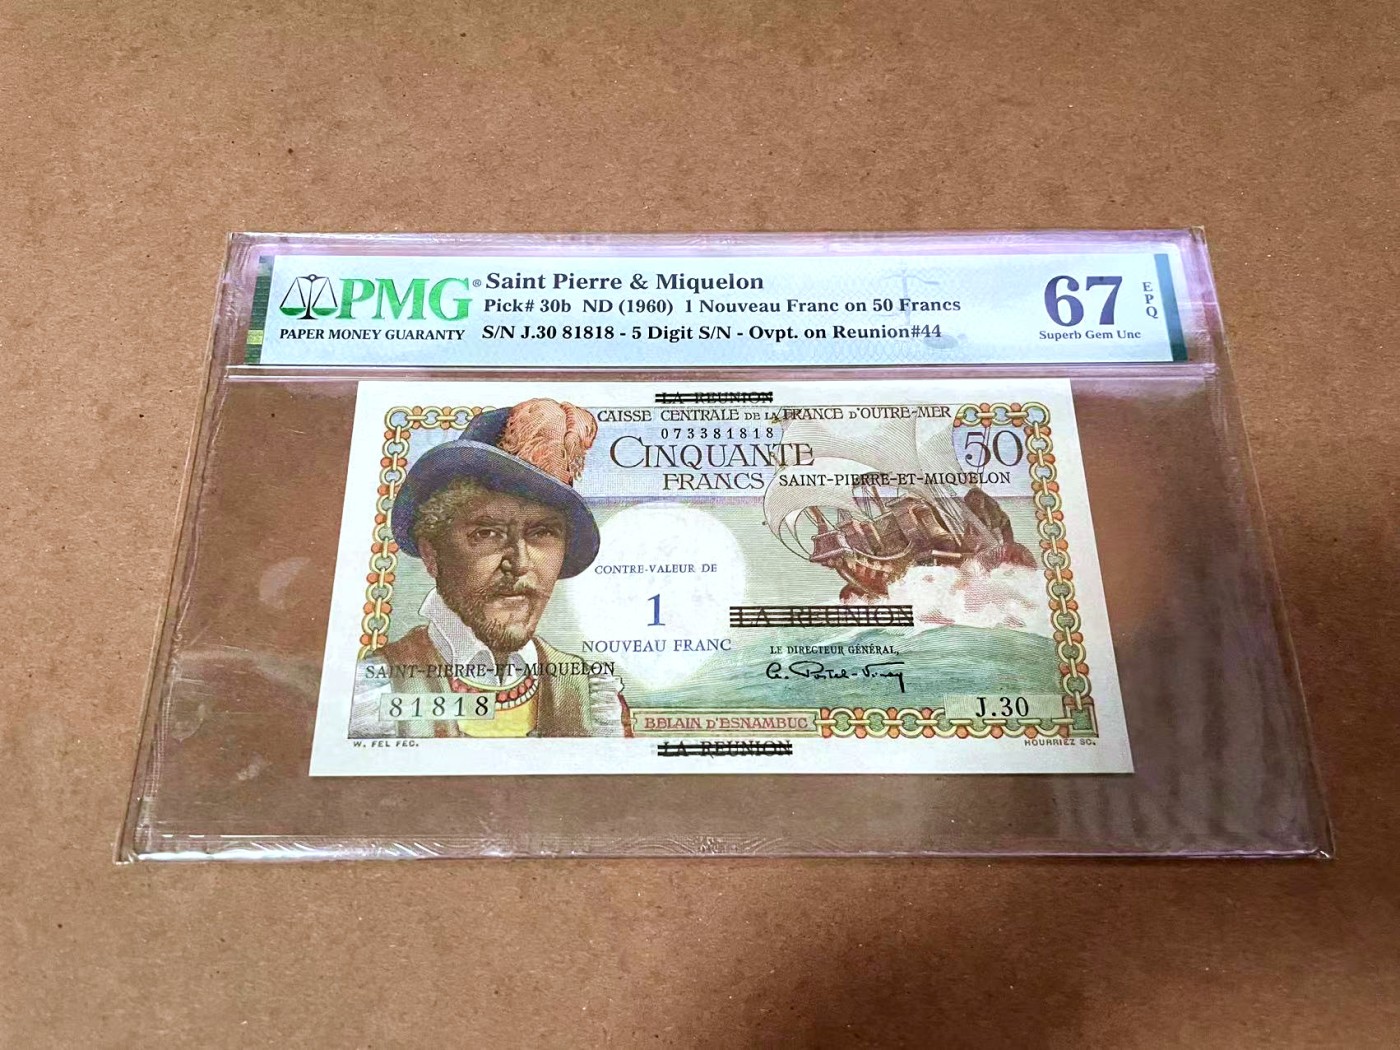 PMG®
PAPER MONEY GUARANTY
Saint Pierre & Miquelon
Pick# 30b ND (1960) 1 Nouveau Franc on 50 Francs
S/N J.30 81818 - 5 Digit S/N - Ovpt. on Reunion#44
67
EPQ
Superb Gem Unc
LA REUNION
CAISSE CENTRALE DE LA FRANCE D'OUTRE-MER
073381818
CINQUANTE
50
FRANCS
SAINT-PIERRE-ET-MIQUELON
CONTRE-VALEUR DE
1
NOUVEAU FRANC
LA REUNION
LE DIRECTEUR GÉNÉRAL,
SAINT-PIERRE-ET-MIQUELON
81818
J.30
BELAIN D'ESNAMBUC
W. FEL FEC.
LA REUNION
HOURRIEZ SC.